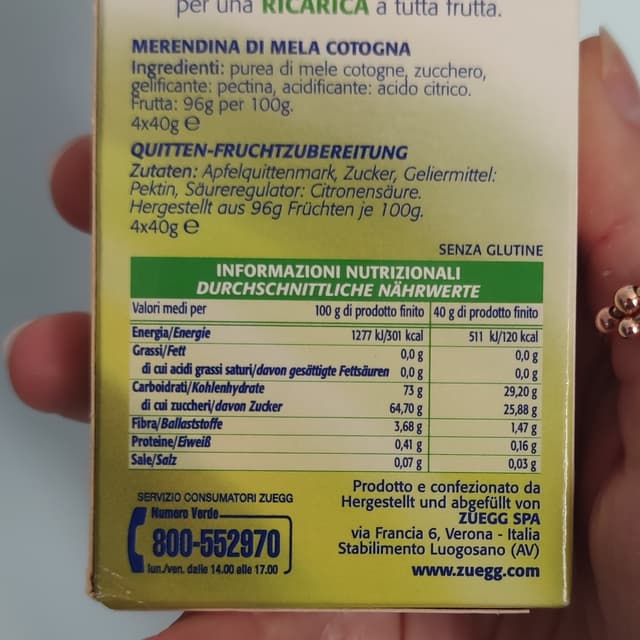 per una RICARICA a tutta frutta.
MERENDINA DI MELA COTOGNA
Ingredienti: purea di mele cotogne, zucchero,
gelificante: pectina, acidificante: acido citrico.
Frutta: 96g per 100g.
4x40g ℮
QUITTEN-FRUCHTZUBEREITUNG
Zutaten: Apfelquittenmark, Zucker, Geliermittel:
Pektin, Säureregulator: Citronensäure.
Hergestellt aus 96g Früchten je 100g.
4x40g ℮
SENZA GLUTINE
INFORMAZIONI NUTRIZIONALI
DURCHSCHNITTLICHE NÄHRWERTE
Valori medi per 100 g di prodotto finito 40 g di prodotto finito
Energia/Energie 1277 kJ/301 kcal 511 kJ/120 kcal
Grassi/Fett 0,0 g 0,0 g
di cui acidi grassi saturi/davon gesättigte Fettsäuren 0,0 g 0,0 g
Carboidrati/Kohlenhydrate 73 g 29,20 g
di cui zuccheri/davon Zucker 64,70 g 25,88 g
Fibra/Ballaststoffe 3,68 g 1,47 g
Proteine/Eiweiß 0,41 g 0,16 g
Sale/Salz 0,07 g 0,03 g
SERVIZIO CONSUMATORI ZUEGG
Numero Verde
800-552970
lun./ven. dalle 14.00 alle 17.00
Prodotto e confezionato da
Hergestellt und abgefüllt von
ZUEGG SPA
via Francia 6, Verona - Italia
Stabilimento Luogosano (AV)
www.zuegg.com